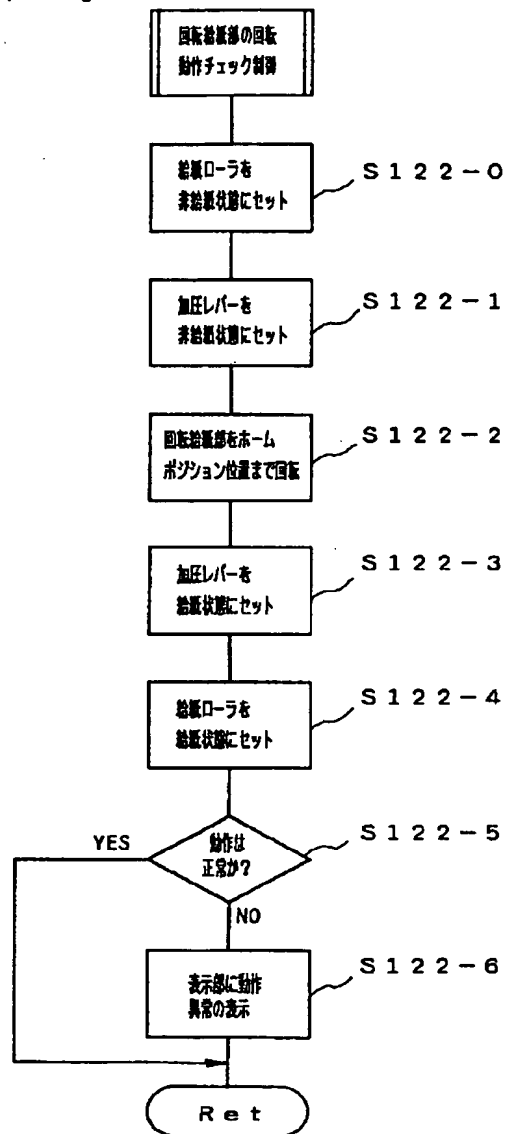 回転給紙部の回転
動作チェック制御
給紙ローラを
非給紙状態にセット
S122-0
加圧レバーを
非給紙状態にセット
S122-1
回転給紙部をホーム
ポジション位置まで回転
S122-2
加圧レバーを
給紙状態にセット
S122-3
給紙ローラを
給紙状態にセット
S122-4
動作は
正常か?
S122-5
YES
NO
表示部に動作
異常の表示
S122-6
Ret